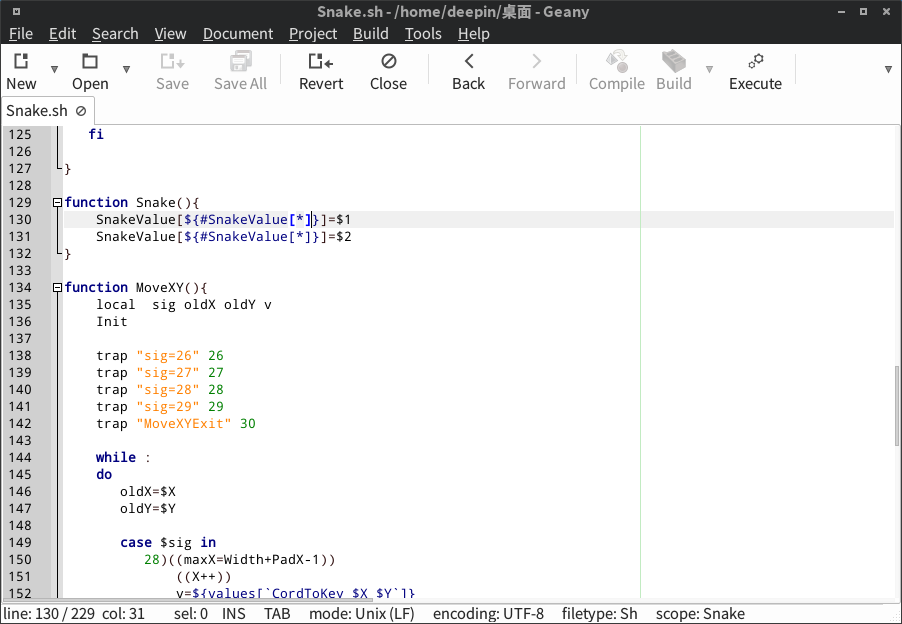 Snake.sh - /home/deepin/桌面 - Geany
File Edit Search View Document Project Build Tools Help
New Open Save Save All Revert Close Back Forward Compile Build Execute
Snake.sh
125 fi
126
127 }
128
129 function Snake(){
130 SnakeValue[${#SnakeValue[*]}]=$1
131 SnakeValue[${#SnakeValue[*]}]=$2
132 }
133
134 function MoveXY(){
135 local  sig oldX oldY v
136 Init
137
138 trap "sig=26" 26
139 trap "sig=27" 27
140 trap "sig=28" 28
141 trap "sig=29" 29
142 trap "MoveXYExit" 30
143
144 while :
145 do
146 oldX=$X
147 oldY=$Y
148
149 case $sig in
150 28)((maxX=Width+PadX-1))
151 ((X++))
152 v=${values[`CordToKey $X $Y`]}
line: 130 / 229 col: 31 sel: 0 INS TAB mode: Unix (LF) encoding: UTF-8 filetype: Sh scope: Snake